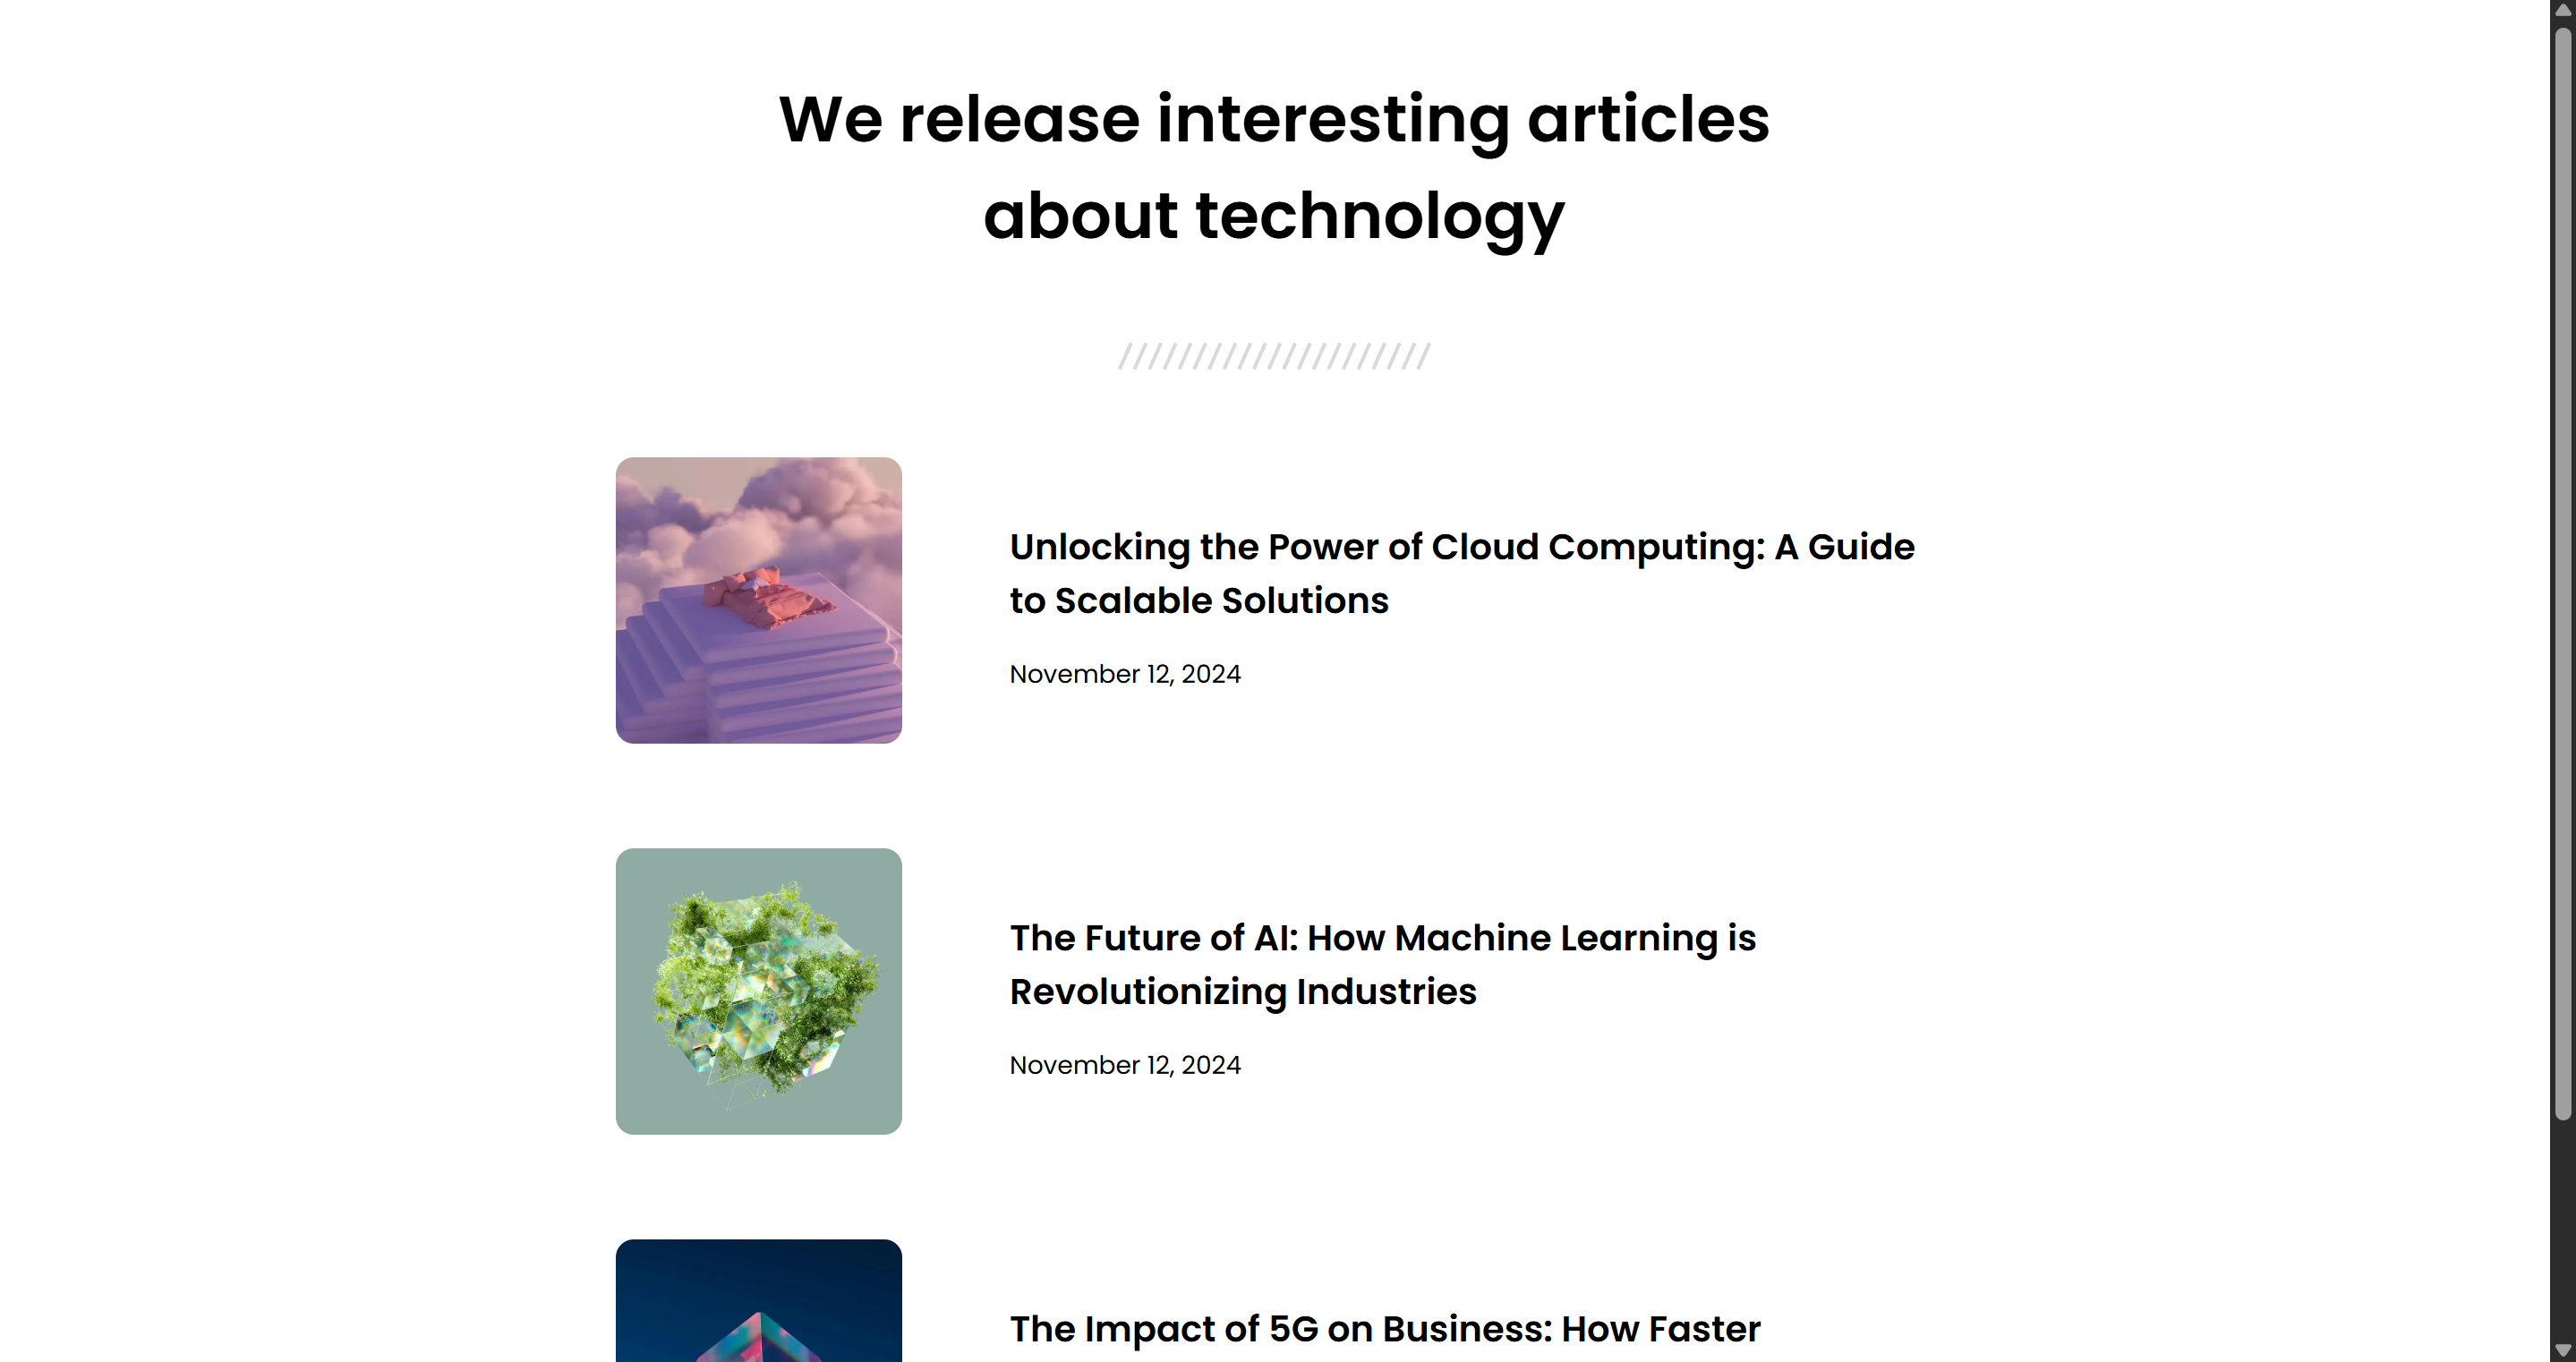 We release interesting articles
about technology
Unlocking the Power of Cloud Computing: A Guide
to Scalable Solutions
November 12, 2024
The Future of AI: How Machine Learning is
Revolutionizing Industries
November 12, 2024
The Impact of 5G on Business: How Faster